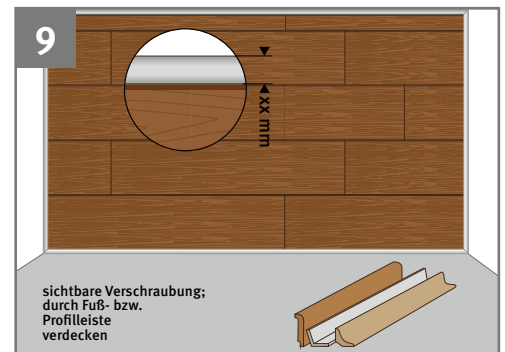 9
xx mm
sichtbare Verschraubung;
durch Fuß- bzw.
Profilleiste
verdecken